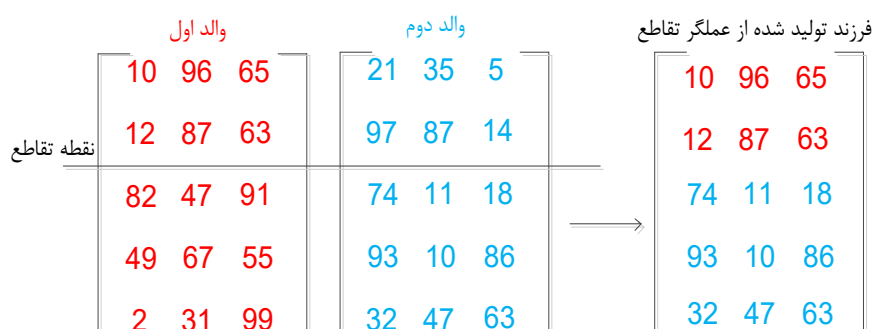 والد اول
والد دوم
فرزند تولید شده از عملگر تقاطع
10 96 65
21 35 5
10 96 65
12 87 63
97 87 14
12 87 63
نقطه تقاطع
82 47 91
74 11 18
74 11 18
49 67 55
93 10 86
93 10 86
2 31 99
32 47 63
32 47 63